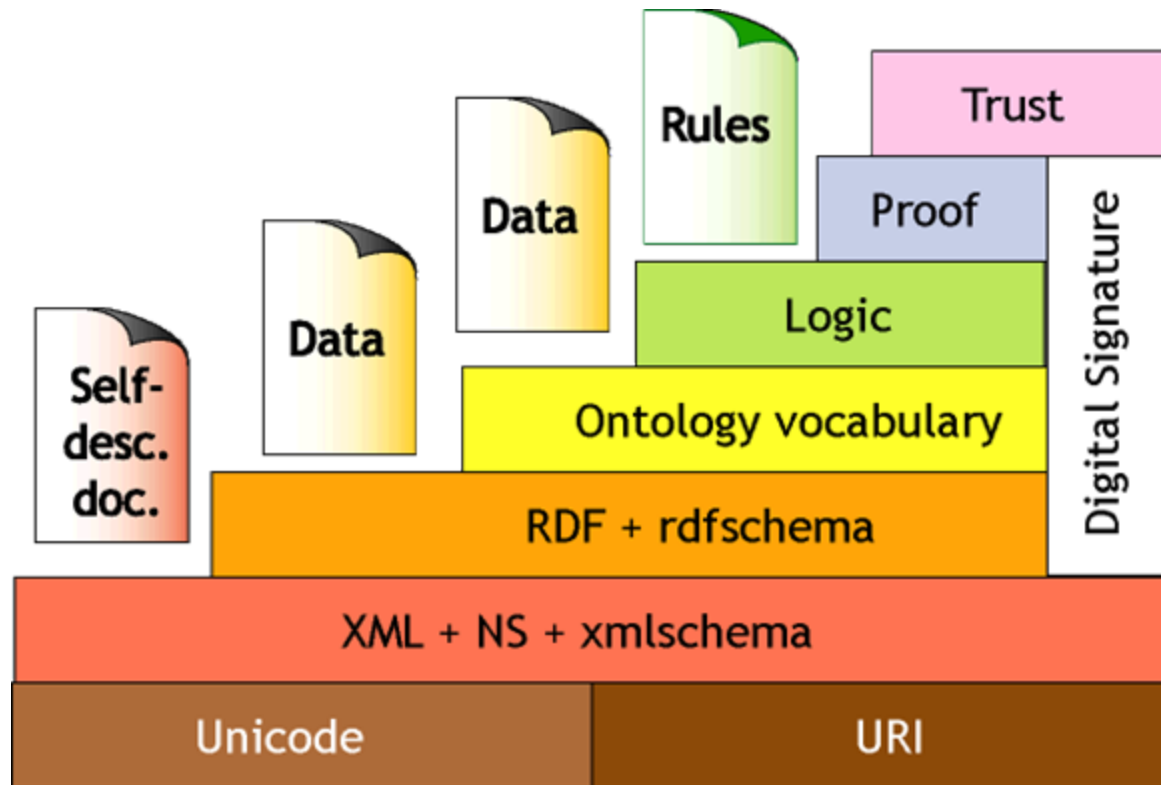 Rules
Trust
Data
Proof
Data
Logic
Self-
desc.
doc.
Ontology vocabulary
Digital Signature
RDF + rdfschema
XML + NS + xmlschema
Unicode
URI